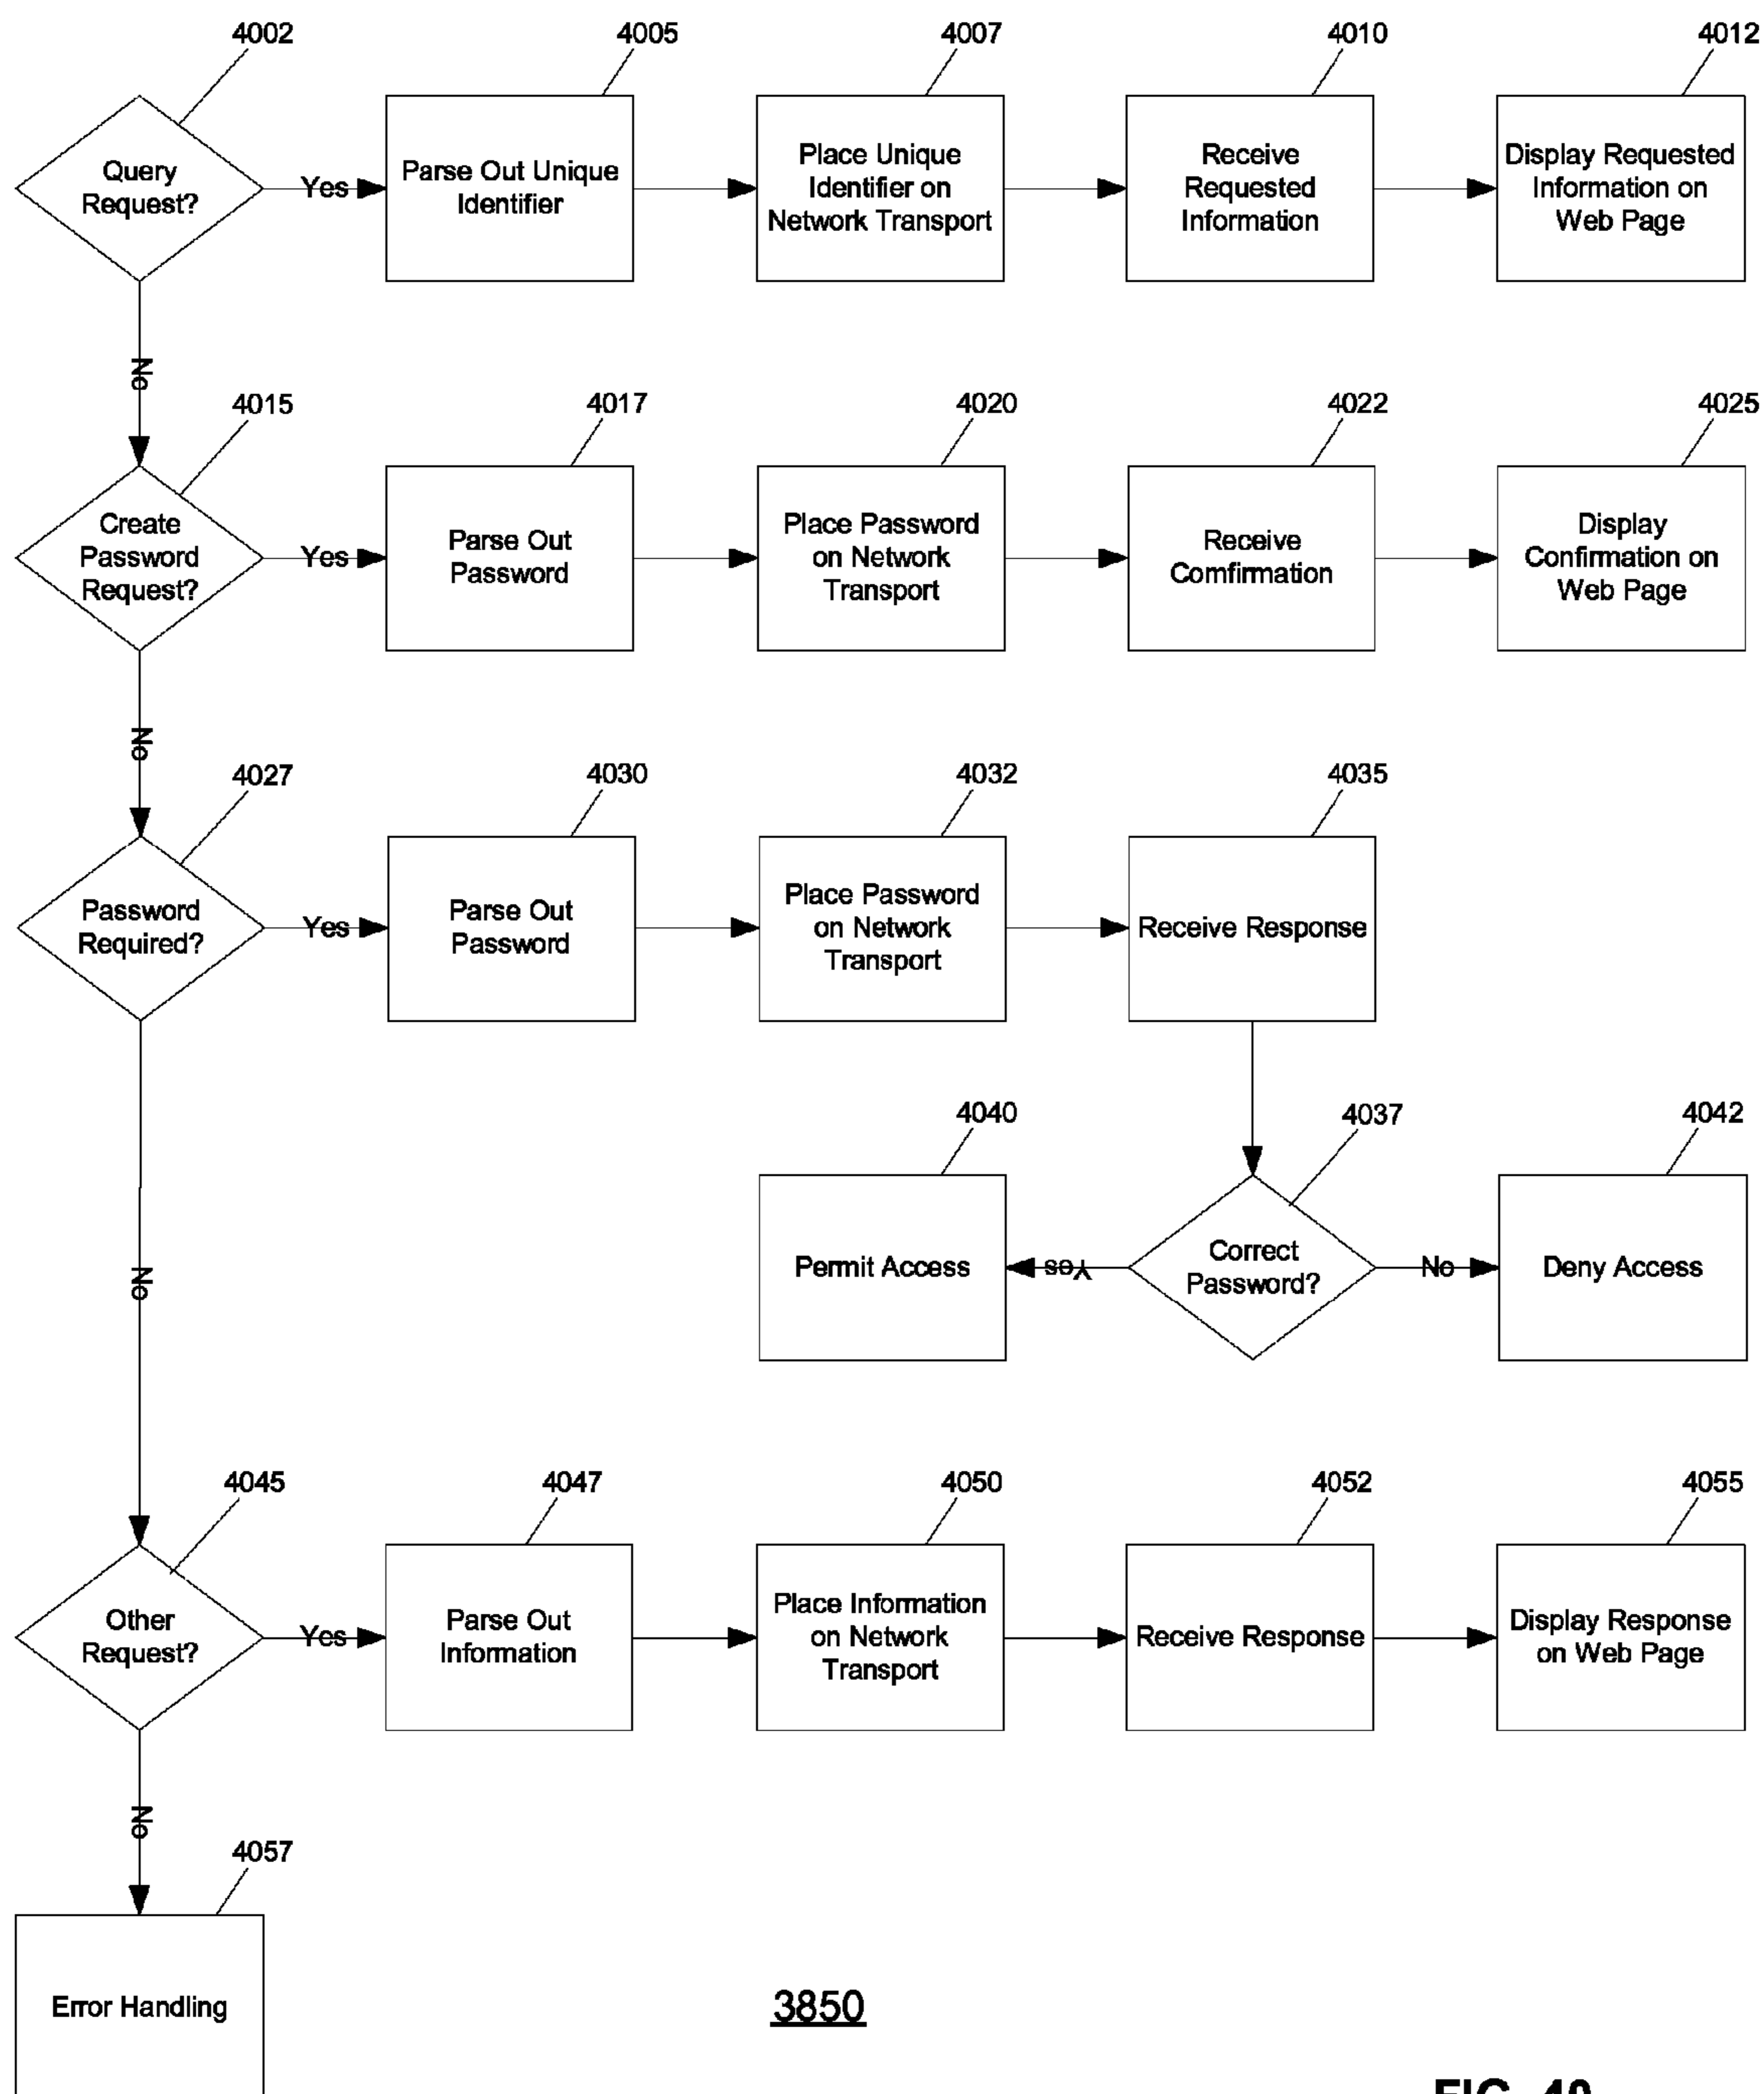 4002
4005
4007
4010
4012
Query
Request?
Yes
Parse Out Unique
Identifier
Place Unique
Identifier on
Network Transport
Receive
Requested
Information
Display Requested
Information on
Web Page
No
4015
4017
4020
4022
4025
Create
Password
Request?
Yes
Parse Out
Password
Place Password
on Network
Transport
Receive
Comfirmation
Display
Confirmation on
Web Page
No
4027
4030
4032
4035
Password
Required?
Yes
Parse Out
Password
Place Password
on Network
Transport
Receive Response
4040
4037
4042
Permit Access
Yes
Correct
Password?
No
Deny Access
No
4045
4047
4050
4052
4055
Other
Request?
Yes
Parse Out
Information
Place Information
on Network
Transport
Receive Response
Display Response
on Web Page
No
4057
Error Handling
3850